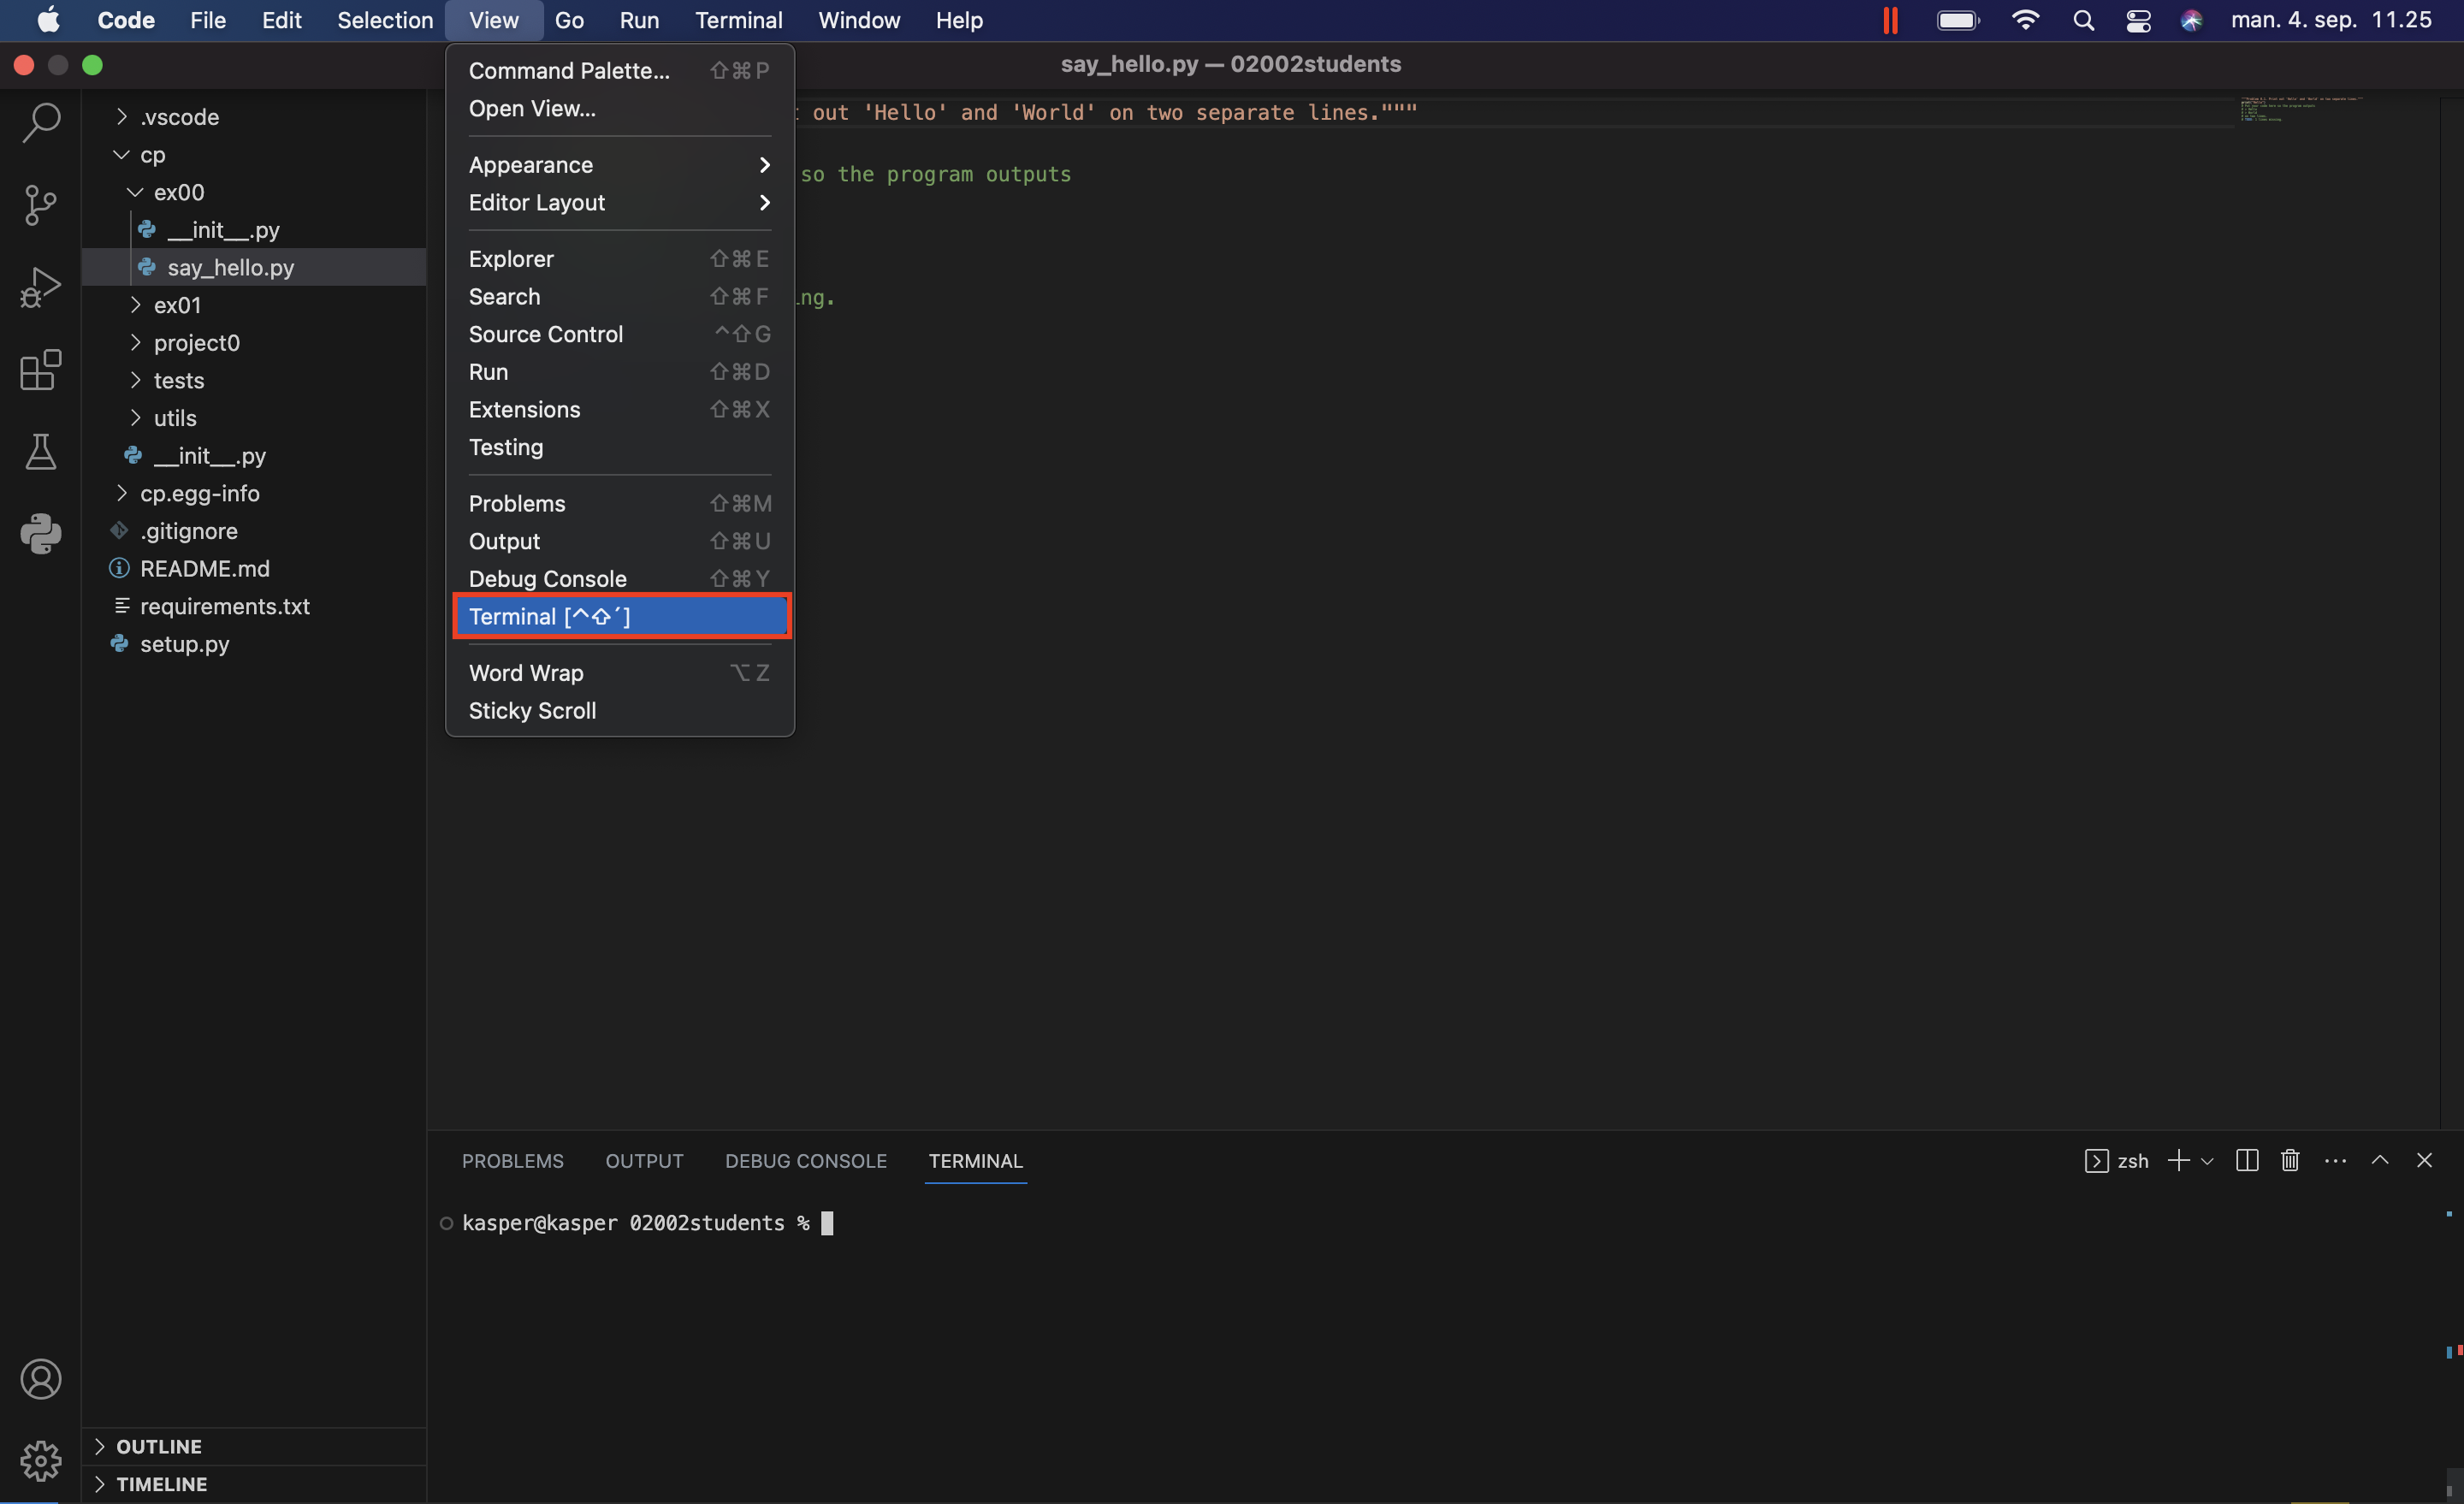 Code File Edit Selection View Go Run Terminal Window Help man. 4. sep. 11.25
say_hello.py — 02002students
.vscode
cp
ex00
__init__.py
say_hello.py
ex01
project0
tests
utils
__init__.py
cp.egg-info
.gitignore
README.md
requirements.txt
setup.py
OUTLINE
TIMELINE
Command Palette... ⇧⌘P
Open View...
Appearance
Editor Layout
Explorer ⇧⌘E
Search ⇧⌘F
Source Control ^⇧G
Run ⇧⌘D
Extensions ⇧⌘X
Testing
Problems ⇧⌘M
Output ⇧⌘U
Debug Console ⇧⌘Y
Terminal [^⇧´]
Word Wrap ⌥Z
Sticky Scroll
out 'Hello' and 'World' on two separate lines."""
so the program outputs
ng.
PROBLEMS OUTPUT DEBUG CONSOLE TERMINAL zsh
kasper@kasper 02002students %